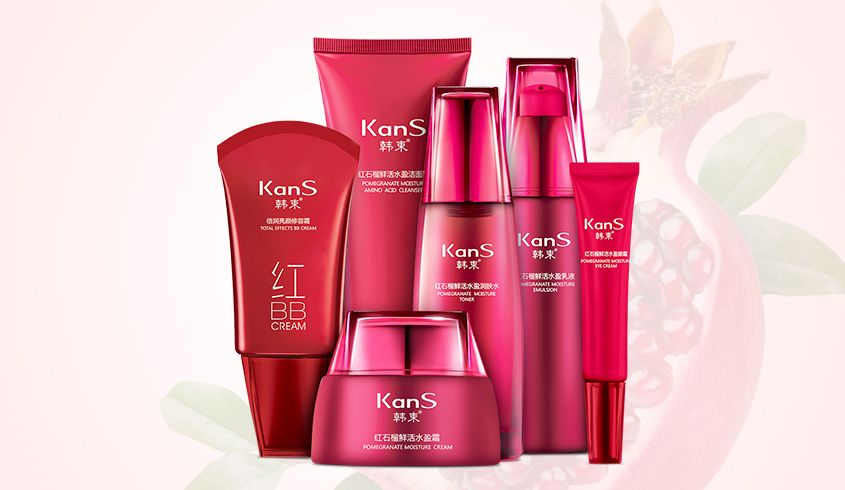 KanS
韩束®
倍润亮颜修容霜
TOTAL EFFECTS BB CREAM
红
BB
CREAM
KanS
韩束®
红石榴鲜活水盈洁面
POMEGRANATE MOISTU
AMINO ACID CLEANSER
KanS
韩束®
红石榴鲜活水盈润肤水
POMEGRANATE MOISTURE
TONER
KanS
韩束®
石榴鲜活水盈乳液
OMEGRANATE MOISTURE
EMULSION
KanS
韩束®
红石榴鲜活水盈眼霜
POMEGRANATE MOISTURE
EYE CREAM
KanS
韩束®
红石榴鲜活水盈霜
POMEGRANATE MOISTURE CREAM